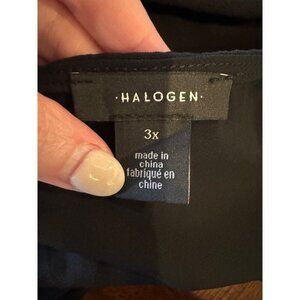 ·HALOGEN·
3x
made in
china
fabriqué en
chine